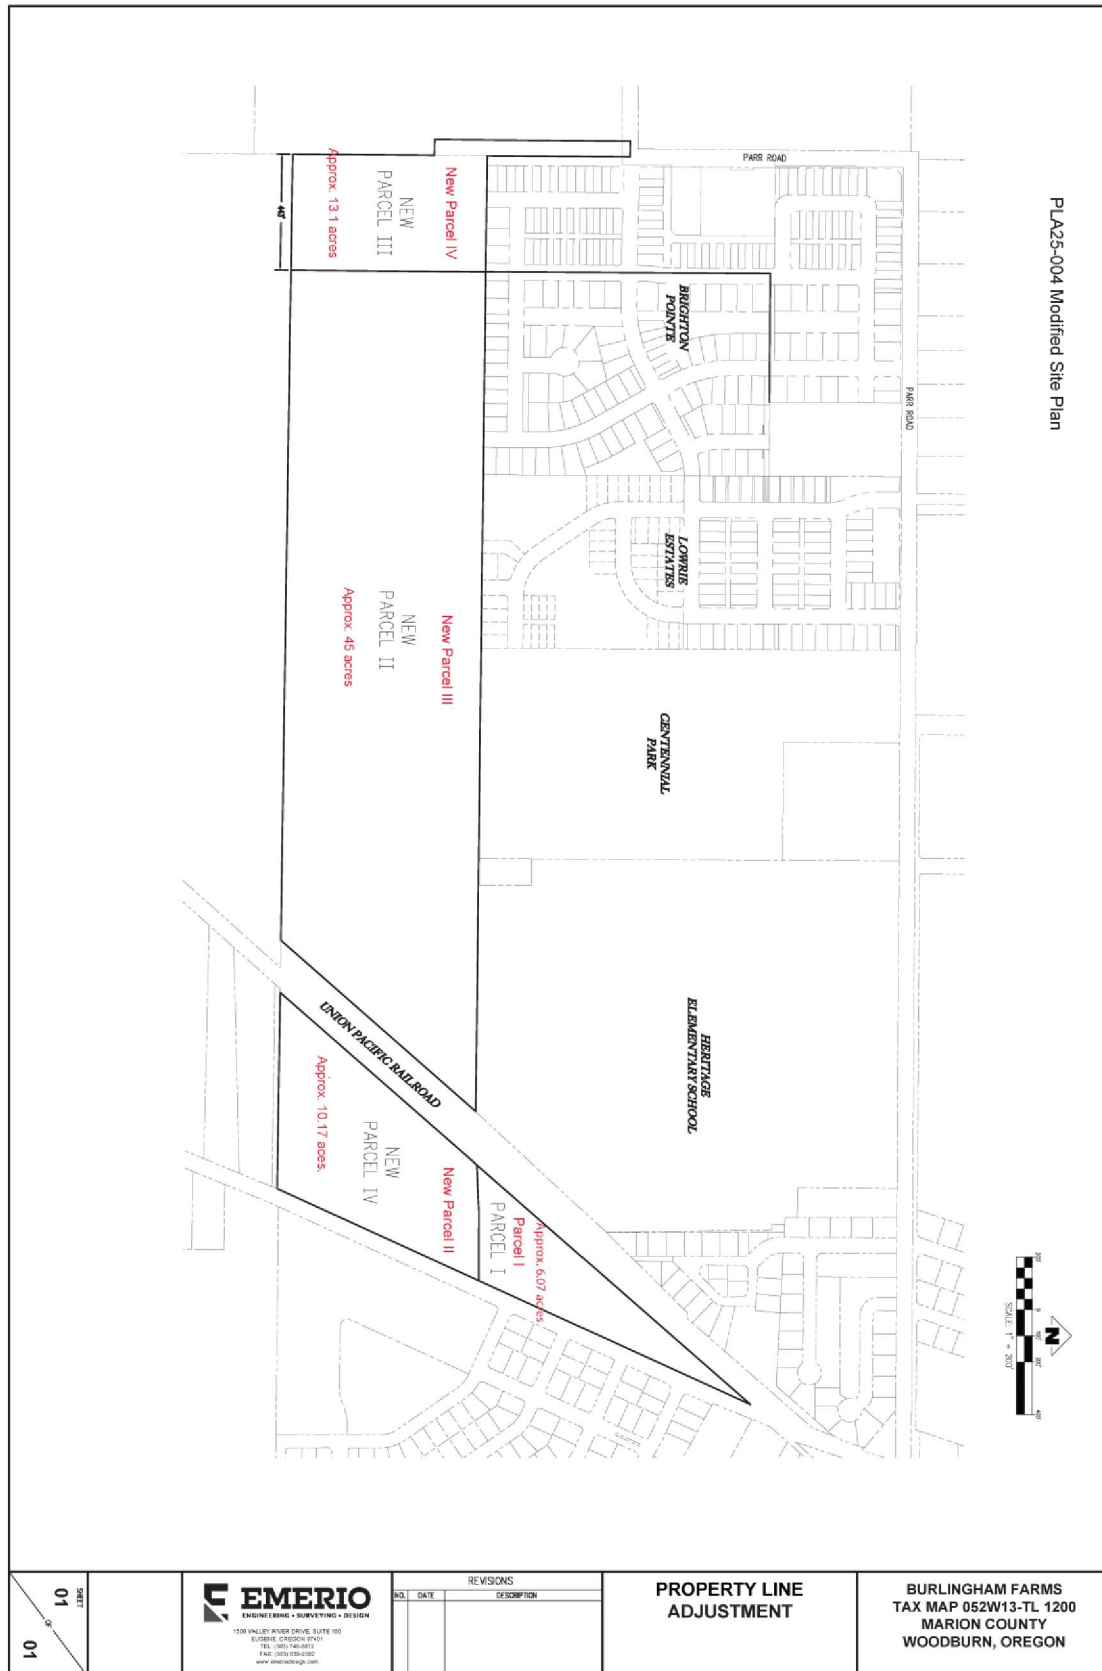 PLA25-004 Modified Site Plan
PARR ROAD
PARR ROAD
New Parcel IV
NEW
PARCEL III
Approx. 13.1 acres
443'
BRIGHTON
POINTE
LOWRIE
ESTATES
New Parcel III
NEW
PARCEL II
Approx. 45 acres
CENTENNIAL
PARK
HERITAGE
ELEMENTARY SCHOOL
UNION PACIFIC RAILROAD
New Parcel II
NEW
PARCEL IV
Approx. 10.17 aces.
Approx. 6.07 acres
Parcel I
PARCEL I
N
SCALE: 1" = 200'
SHEET
01
OF
01
EMERIO
ENGINEERING • SURVEYING • DESIGN
1500 VALLEY RIVER DRIVE, SUITE 100
EUGENE, OREGON 97401
www.emeriodesign.com
REVISIONS
NO. DATE DESCRIPTION
PROPERTY LINE
ADJUSTMENT
BURLINGHAM FARMS
TAX MAP 052W13-TL 1200
MARION COUNTY
WOODBURN, OREGON